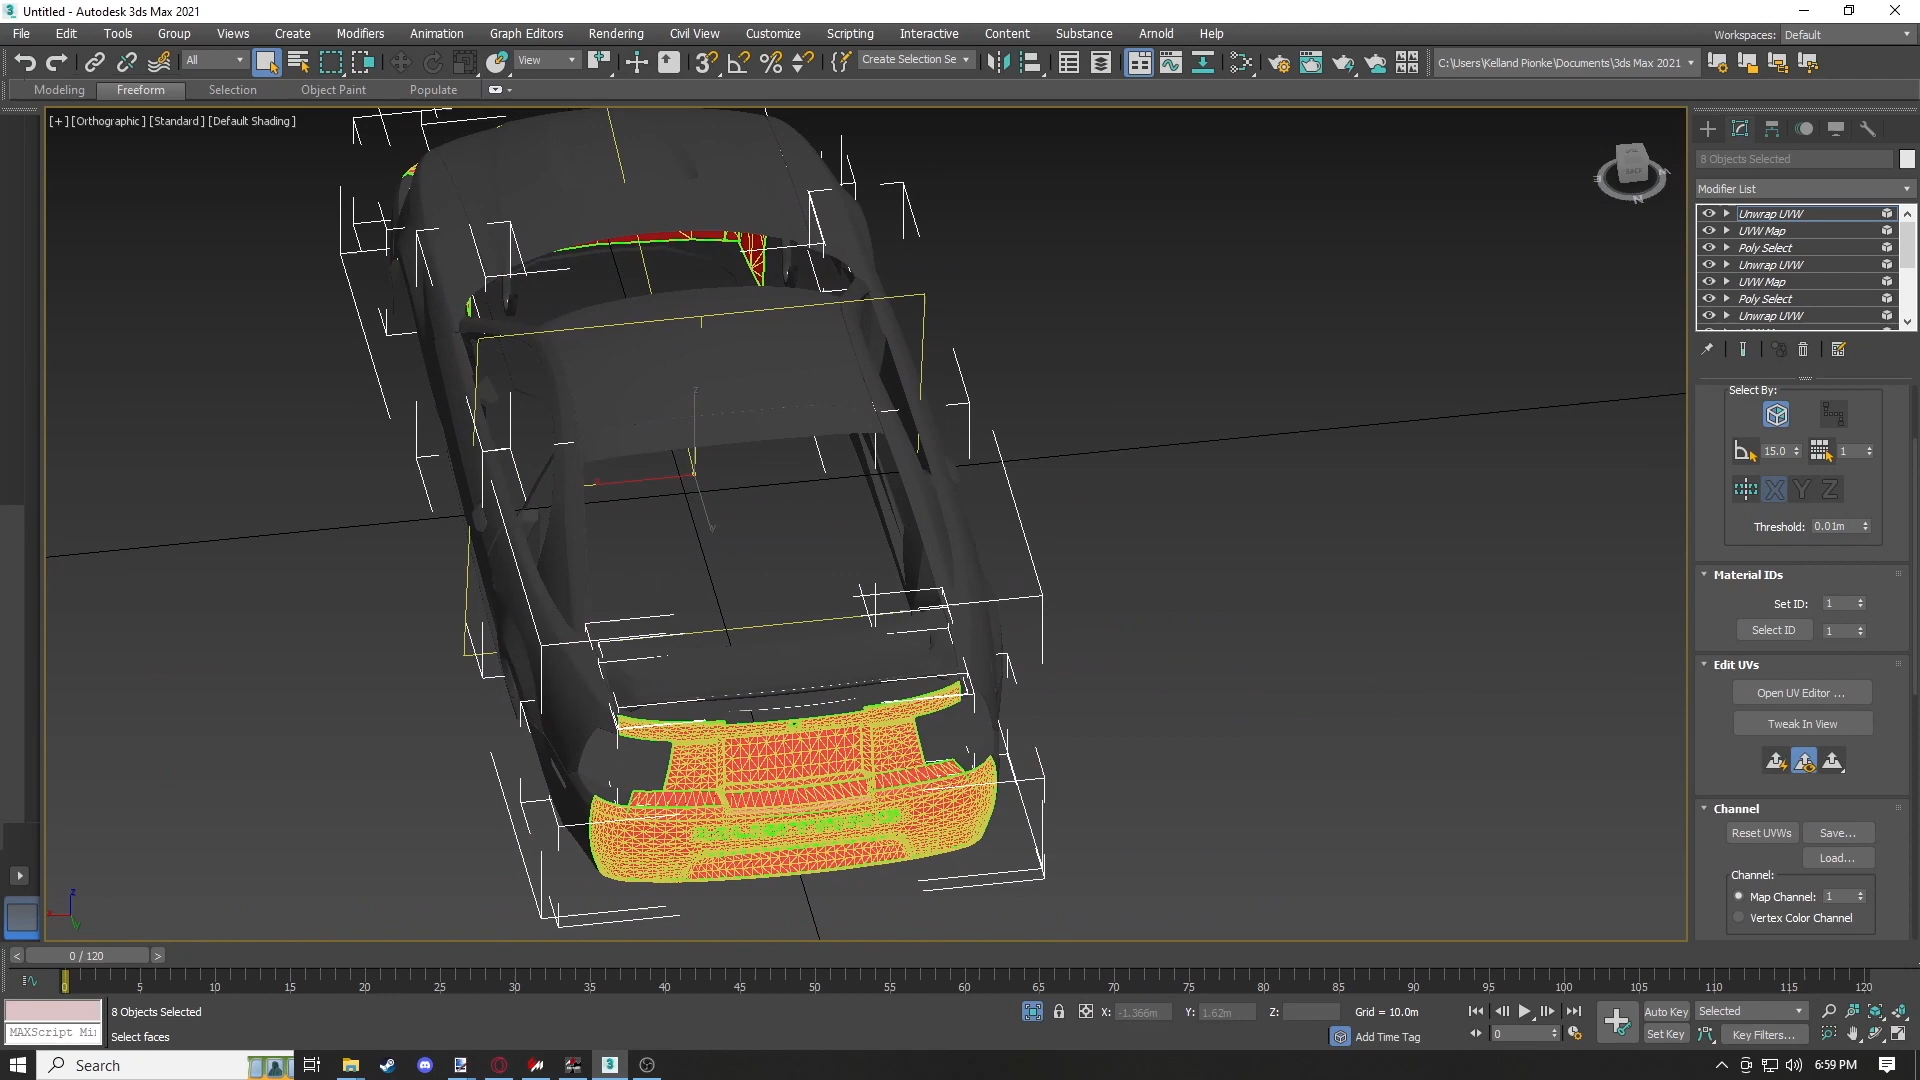 Untitled - Autodesk 3ds Max 2021
File Edit Tools Group Views Create Modifiers Animation Graph Editors Rendering Civil View Customize Scripting Interactive Content Substance Arnold Help
Workspaces: Default
All View Create Selection Se C:\Users\Kelland Pionke\Documents\3ds Max 2021
Modeling Freeform Selection Object Paint Populate
[+] [Orthographic] [Standard] [Default Shading]
8 Objects Selected
Modifier List
Unwrap UVW
UVW Map
Poly Select
Unwrap UVW
UVW Map
Poly Select
Unwrap UVW
Select By:
15.0 1
X Y Z
Threshold: 0.01m
Material IDs
Set ID: 1
Select ID 1
Edit UVs
Open UV Editor ...
Tweak In View
Channel
Reset UVWs Save...
Load...
Channel:
Map Channel: 1
Vertex Color Channel
0 / 120
0 5 10 15 20 25 30 35 40 45 50 55 60 65 70 75 80 85 90 95 100 105 110 115 120
8 Objects Selected
X: -1.366m Y: 1.62m Z: Grid = 10.0m
Auto Key Selected
MAXScript Mi
Select faces
Add Time Tag
0
Set Key Key Filters...
Search
6:59 PM